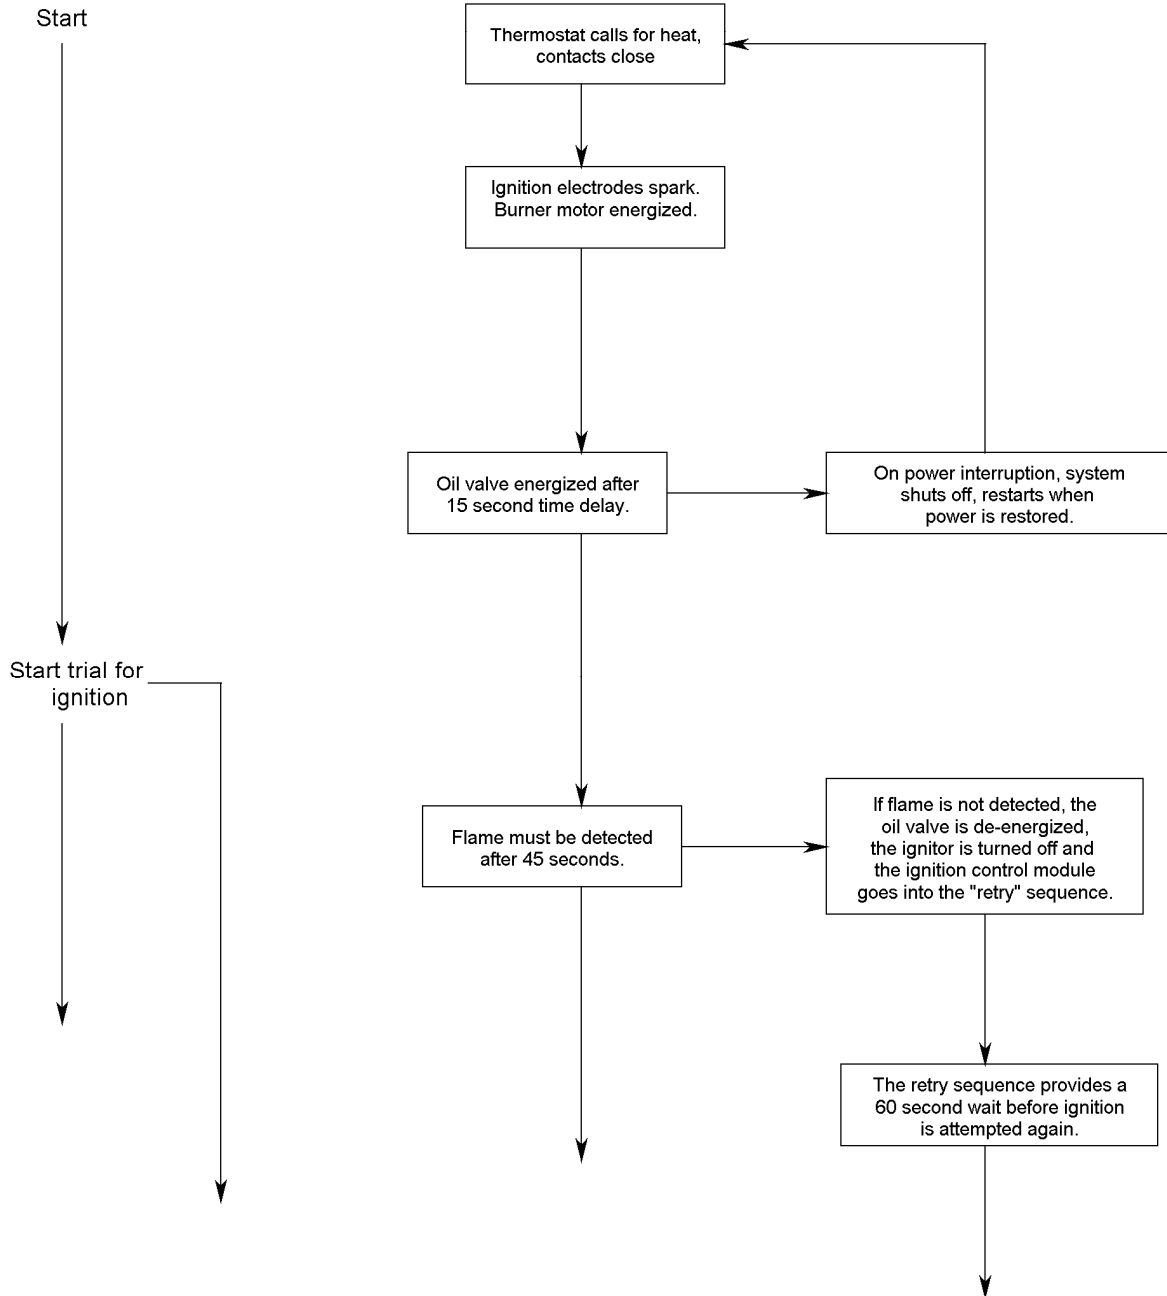 Start
Thermostat calls for heat,
contacts close
Ignition electrodes spark.
Burner motor energized.
Oil valve energized after
15 second time delay.
On power interruption, system
shuts off, restarts when
power is restored.
Start trial for
ignition
Flame must be detected
after 45 seconds.
If flame is not detected, the
oil valve is de-energized,
the ignitor is turned off and
the ignition control module
goes into the "retry" sequence.
The retry sequence provides a
60 second wait before ignition
is attempted again.